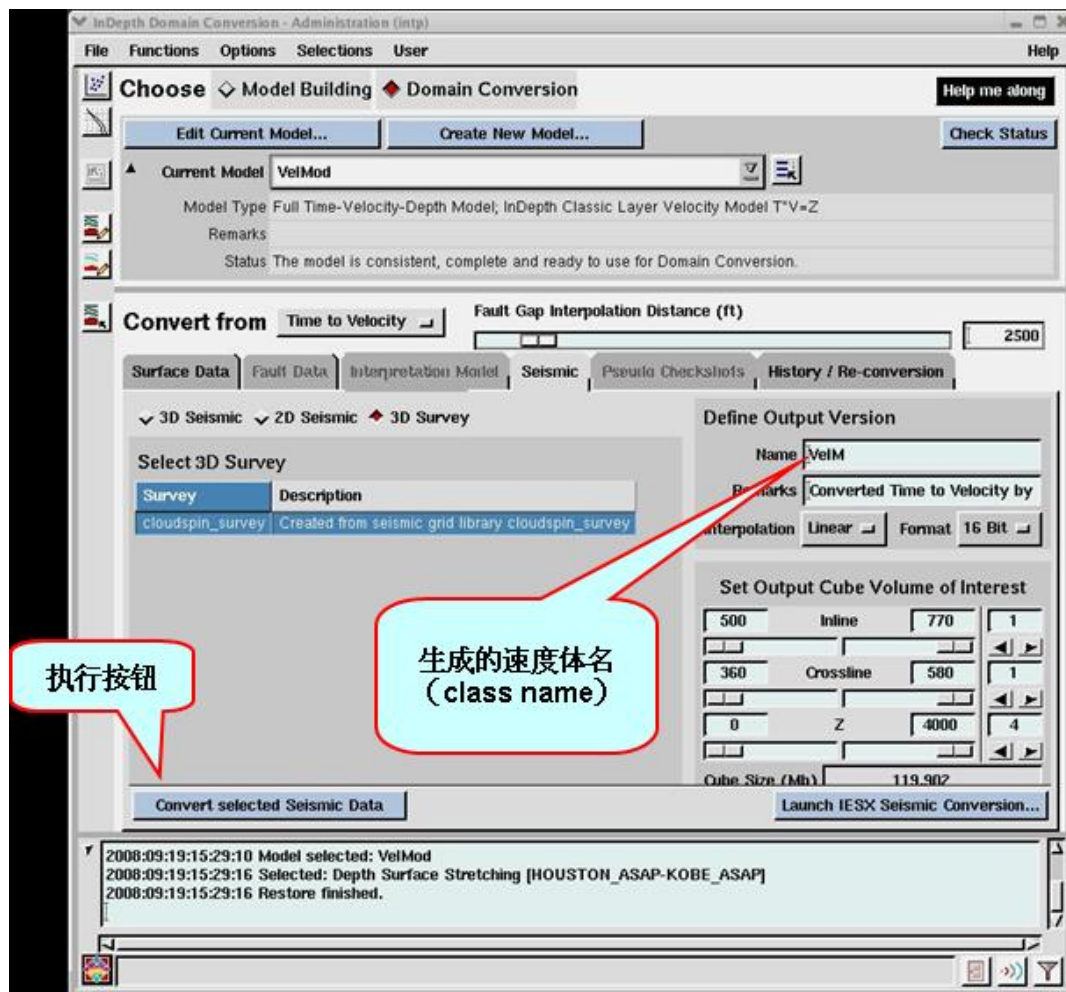 InDepth Domain Conversion - Administration (intp)
File Functions Options Selections User Help
Choose Model Building Domain Conversion Help me along
Edit Current Model... Create New Model... Check Status
Current Model VelMod
Model Type Full Time-Velocity-Depth Model; InDepth Classic Layer Velocity Model T*V=Z
Remarks
Status The model is consistent, complete and ready to use for Domain Conversion.
Convert from Time to Velocity Fault Gap Interpolation Distance (ft) 2500
Surface Data Fault Data Interpretation Model Seismic Pseudo Checkshots History / Re-conversion
3D Seismic 2D Seismic 3D Survey
Select 3D Survey
Survey Description
cloudspin_survey Created from seismic grid library cloudspin_survey
Define Output Version
Name VelM
Remarks Converted Time to Velocity by
Interpolation Linear Format 16 Bit
Set Output Cube Volume of Interest
500 Inline 770 1
360 Crossline 580 1
0 Z 4000 4
Cube Size (Mb) 119.902
执行按钮
生成的速度体名
（class name）
Convert selected Seismic Data Launch IESX Seismic Conversion...
2008:09:19:15:29:10 Model selected: VelMod
2008:09:19:15:29:16 Selected: Depth Surface Stretching [HOUSTON_ASAP-KOBE_ASAP]
2008:09:19:15:29:16 Restore finished.